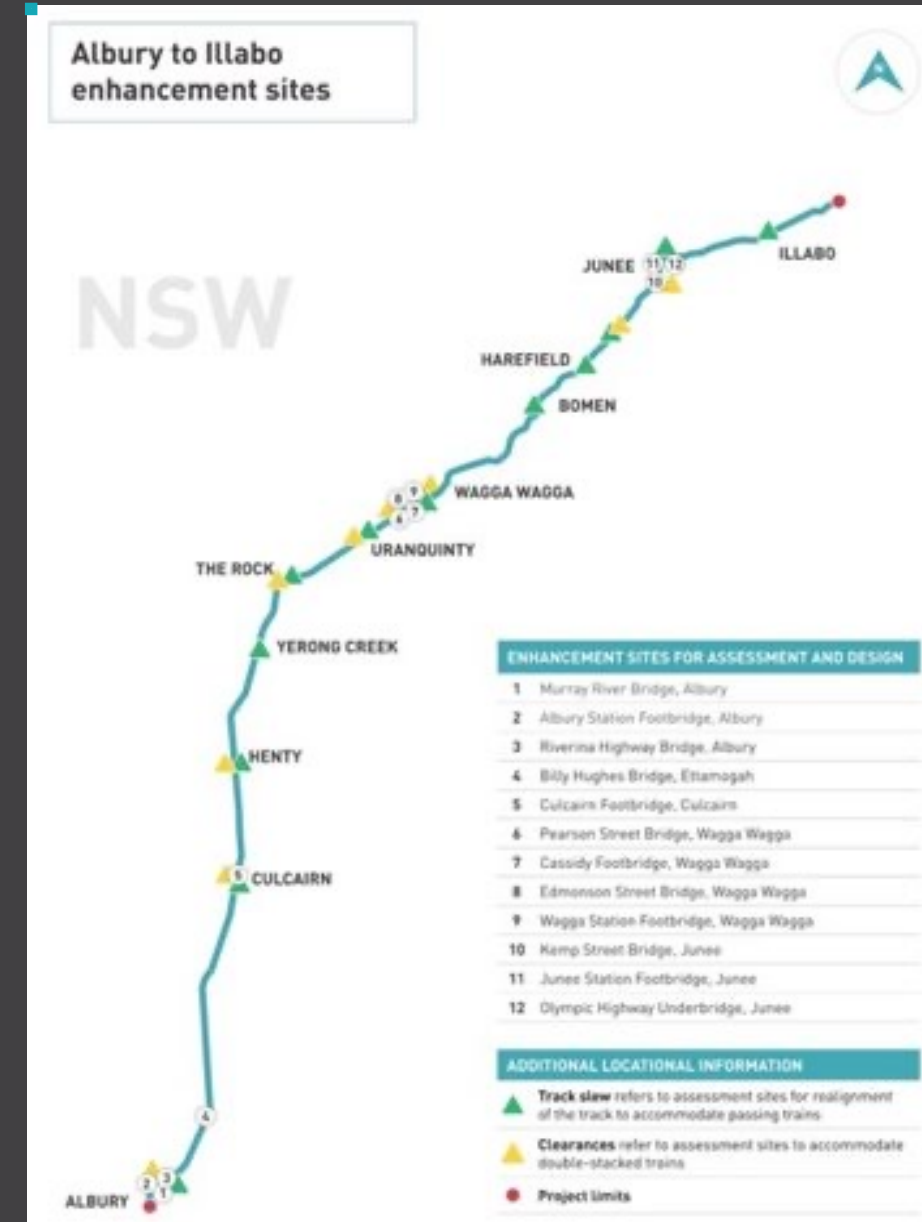 Albury to Illabo
enhancement sites
N
NSW
ILLABO
JUNEE
11 12
10
HAREFIELD
BOMEN
WAGGA WAGGA
8 9
6 7
URANQUINTY
THE ROCK
YERONG CREEK
HENTY
5
CULCAIRN
4
2 3
1
ALBURY
ENHANCEMENT SITES FOR ASSESSMENT AND DESIGN
1 Murray River Bridge, Albury
2 Albury Station Footbridge, Albury
3 Riverina Highway Bridge, Albury
4 Billy Hughes Bridge, Ettamogah
5 Culcairn Footbridge, Culcairn
6 Pearson Street Bridge, Wagga Wagga
7 Cassidy Footbridge, Wagga Wagga
8 Edmonson Street Bridge, Wagga Wagga
9 Wagga Station Footbridge, Wagga Wagga
10 Kemp Street Bridge, Junee
11 Junee Station Footbridge, Junee
12 Olympic Highway Underbridge, Junee
ADDITIONAL LOCATIONAL INFORMATION
Track slew refers to assessment sites for realignment
of the track to accommodate passing trains
Clearances refer to assessment sites to accommodate
double-stacked trains
Project limits